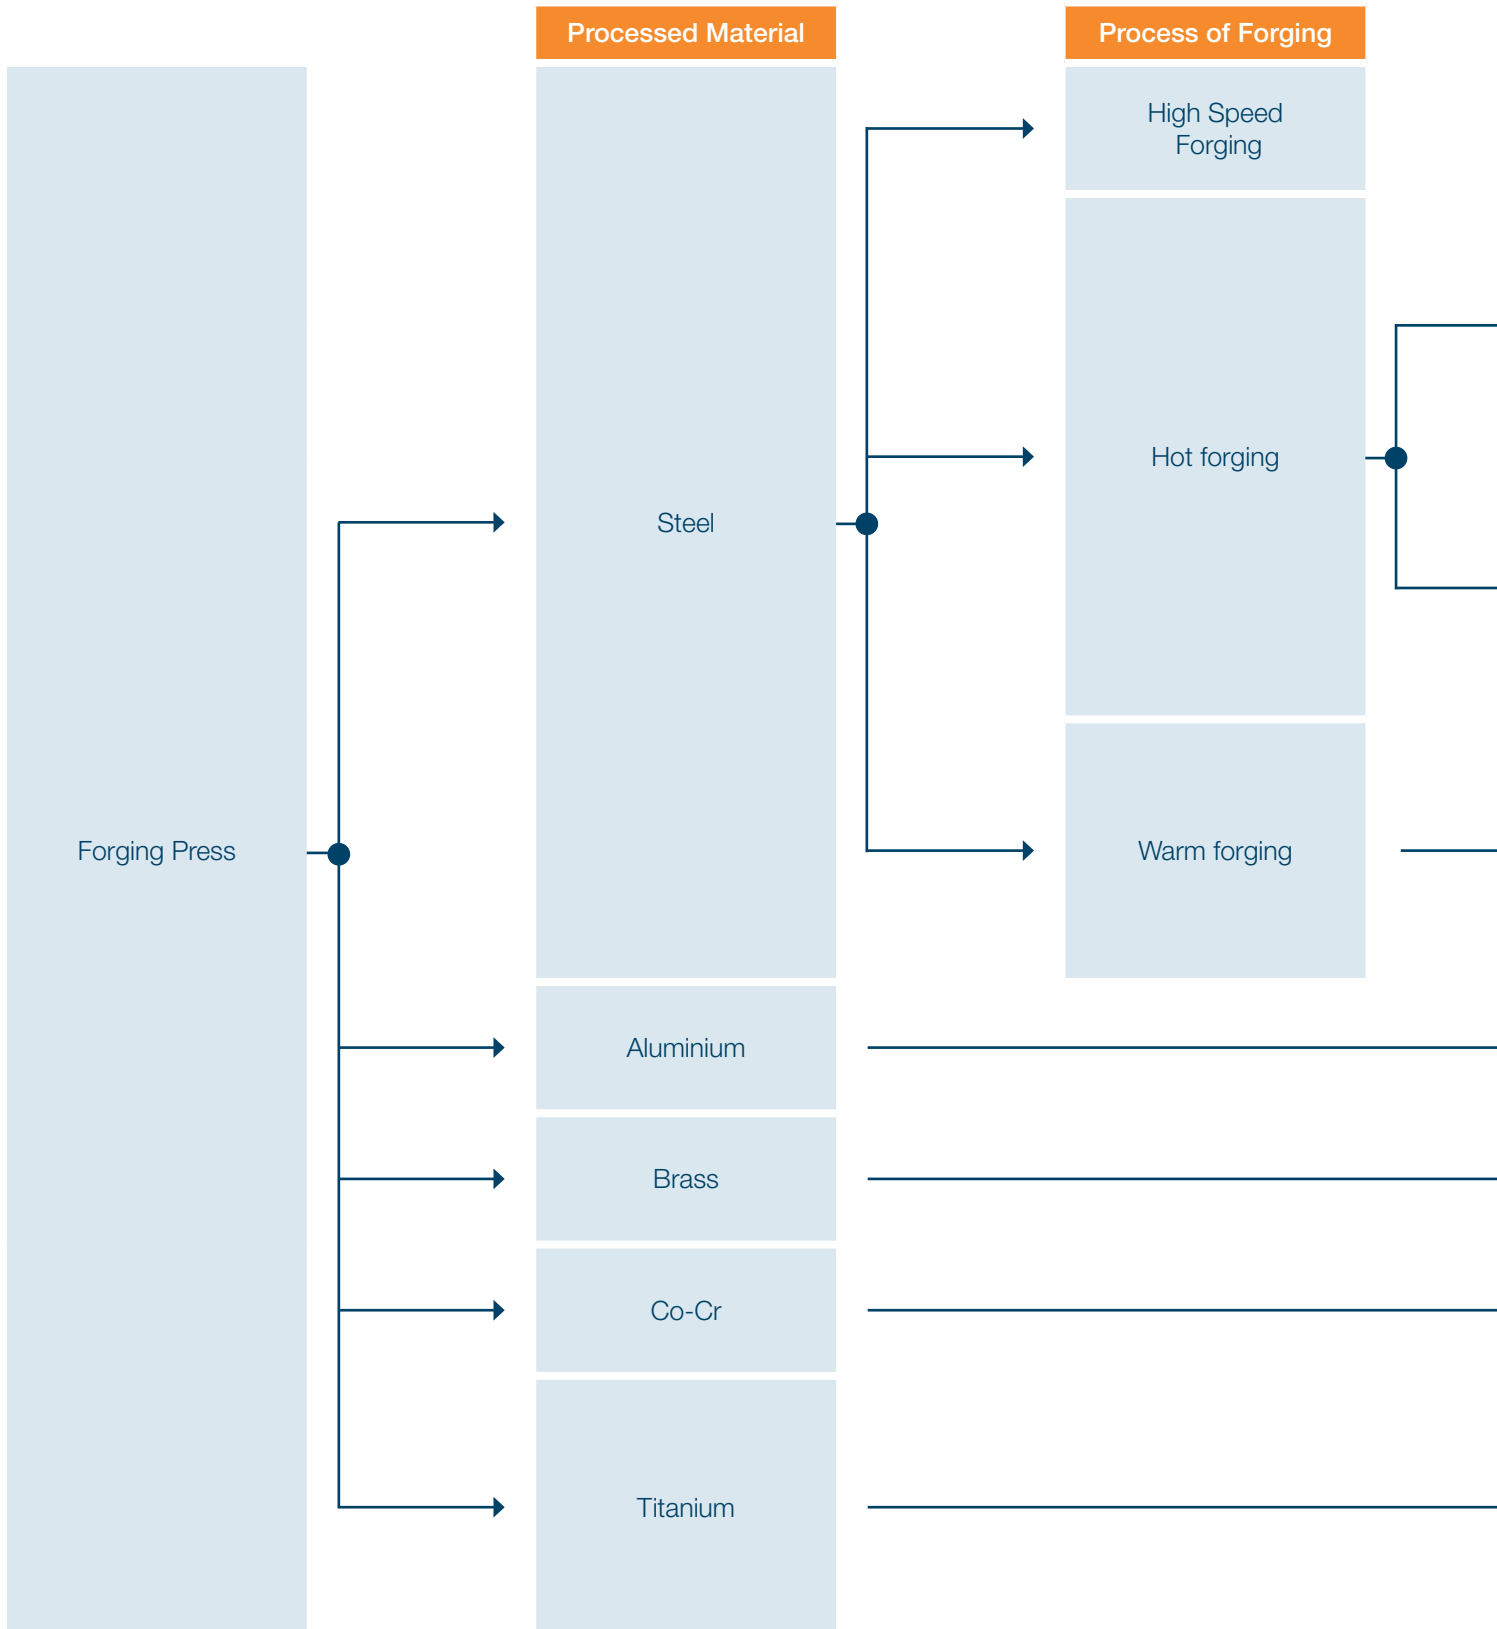 Processed Material
Process of Forging
High Speed
Forging
Hot forging
Steel
Forging Press
Warm forging
Aluminium
Brass
Co-Cr
Titanium